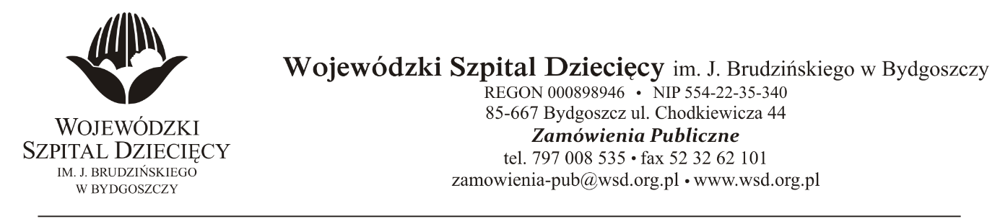 WOJEWÓDZKI
SZPITAL DZIECIĘCY
IM. J. BRUDZIŃSKIEGO
W BYDGOSZCZY
Wojewódzki Szpital Dziecięcy im. J. Brudzińskiego w Bydgoszczy
REGON 000898946 • NIP 554-22-35-340
85-667 Bydgoszcz ul. Chodkiewicza 44
Zamówienia Publiczne
tel. 797 008 535 • fax 52 32 62 101
zamowienia-pub@wsd.org.pl • www.wsd.org.pl